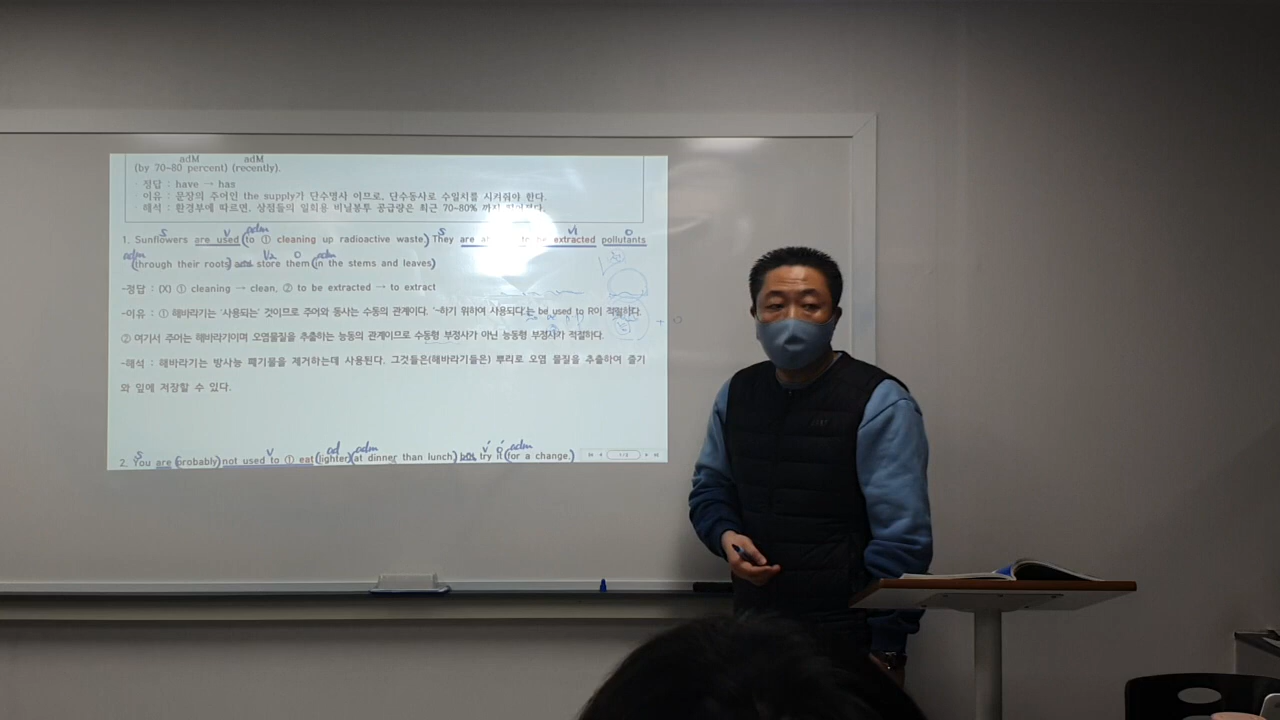 adM adM
(by 70~80 percent) (recently).
정답 : have → has
이유 : 문장의 주어인 the supply가 단수명사 이므로, 단수동사로 수일치를 시켜줘야 한다.
해석 : 환경부에 따르면, 상점들의 일회용 비닐봉투 공급량은 최근 70~80%
S V adm S V1 O
1. Sunflowers are used (to ① cleaning up radioactive waste) They are to be extracted pollutants
adm V2 O adm
(through their roots) and store them (in the stems and leaves)
-정답 : (X) ① cleaning → clean, ② to be extracted → to extract
-이유 : ① 해바라기는 '사용되는' 것이므로 주어와 동사는 수동의 관계이다. '~하기 위하여 사용되다'는 be used to R이 적절하다.
② 여기서 주어는 해바라기이며 오염물질을 추출하는 능동의 관계이므로 수동형 부정사가 아닌 능동형 부정사가 적절하다.
-해석 : 해바라기는 방사능 폐기물을 제거하는데 사용된다. 그것들은(해바라기들은) 뿌리로 오염 물질을 추출하여 줄기
와 잎에 저장할 수 있다.
S V ad adm V O adm
2. You are (probably) not used to ① eat (lighter) (at dinner than lunch) but try it (for a change.)